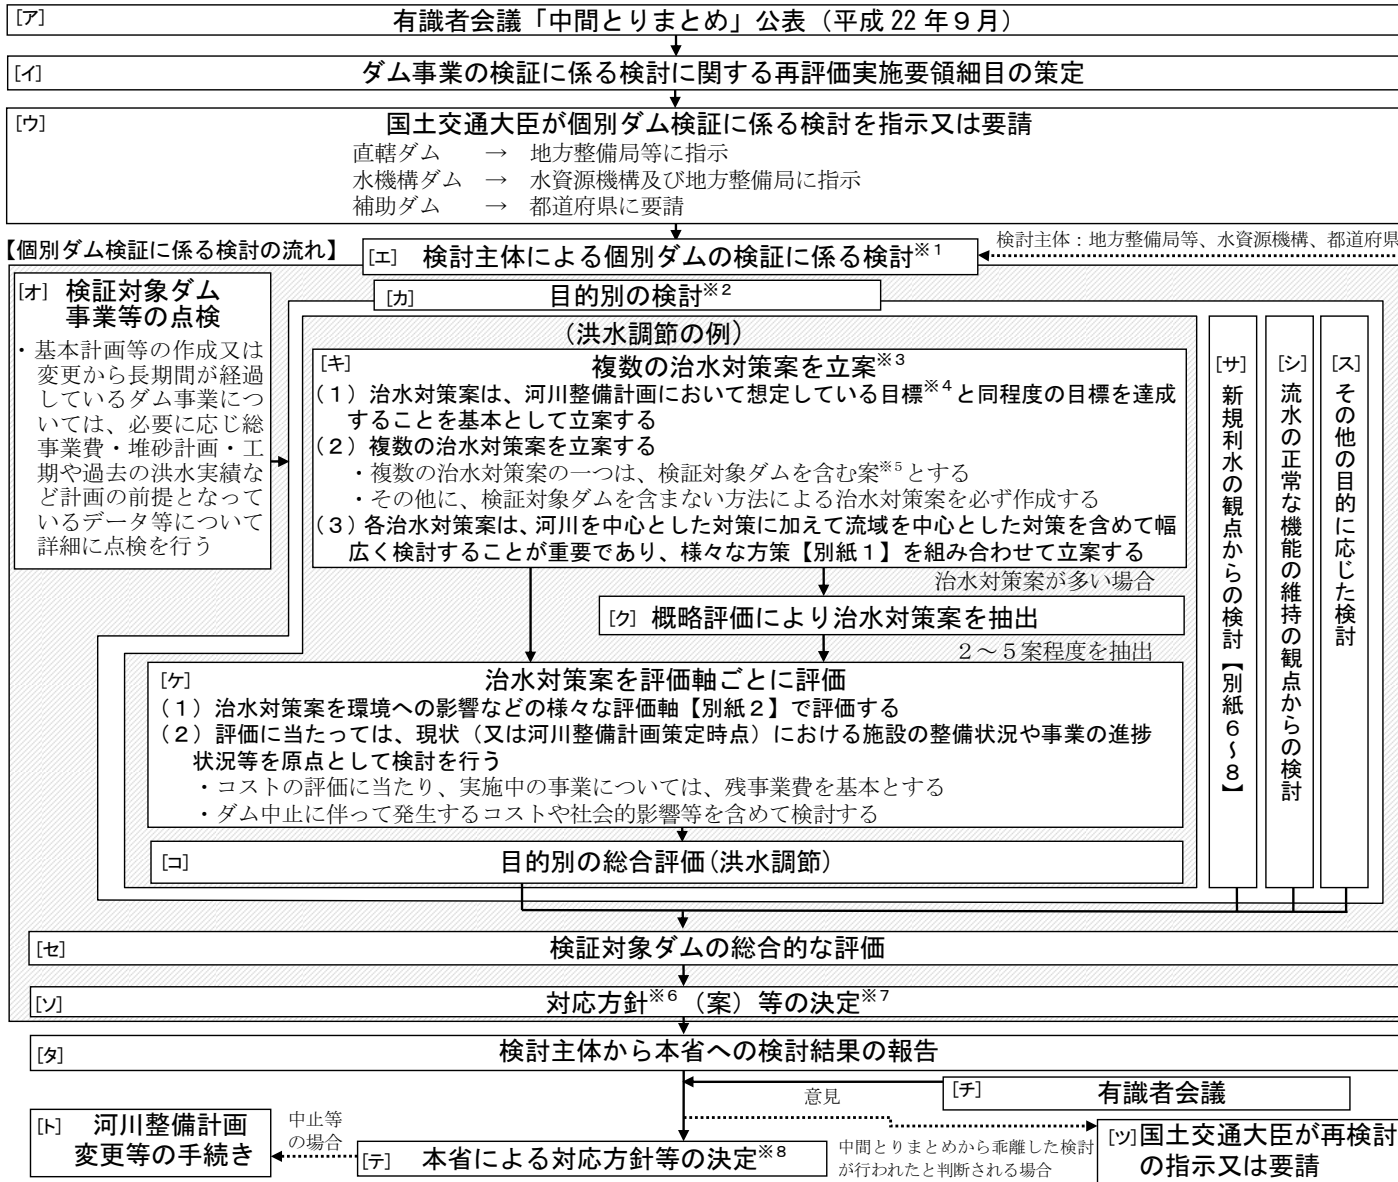 [ア] 有識者会議「中間とりまとめ」公表（平成22年９月）
[イ] ダム事業の検証に係る検討に関する再評価実施要領細目の策定
[ウ] 国土交通大臣が個別ダム検証に係る検討を指示又は要請
直轄ダム → 地方整備局等に指示
水機構ダム → 水資源機構及び地方整備局に指示
補助ダム → 都道府県に要請
【個別ダム検証に係る検討の流れ】
[エ] 検討主体による個別ダムの検証に係る検討※１
検討主体：地方整備局等、水資源機構、都道府県
[オ] 検証対象ダム
事業等の点検
・基本計画等の作成又は
変更から長期間が経過
しているダム事業につ
いては、必要に応じ総
事業費・堆砂計画・工
期や過去の洪水実績な
ど計画の前提となって
いるデータ等について
詳細に点検を行う
[カ] 目的別の検討※２
（洪水調節の例）
[キ] 複数の治水対策案を立案※３
（１）治水対策案は、河川整備計画において想定している目標※４と同程度の目標を達成
することを基本として立案する
（２）複数の治水対策案を立案する
・複数の治水対策案の一つは、検証対象ダムを含む案※５とする
・その他に、検証対象ダムを含まない方法による治水対策案を必ず作成する
（３）各治水対策案は、河川を中心とした対策に加えて流域を中心とした対策を含めて幅
広く検討することが重要であり、様々な方策【別紙１】を組み合わせて立案する
治水対策案が多い場合
[ク] 概略評価により治水対策案を抽出
２～５案程度を抽出
[ケ] 治水対策案を評価軸ごとに評価
（１）治水対策案を環境への影響などの様々な評価軸【別紙２】で評価する
（２）評価に当たっては、現状（又は河川整備計画策定時点）における施設の整備状況や事業の進捗
状況等を原点として検討を行う
・コストの評価に当たり、実施中の事業については、残事業費を基本とする
・ダム中止に伴って発生するコストや社会的影響等を含めて検討する
[コ] 目的別の総合評価（洪水調節）
[サ] 新規利水の観点からの検討【別紙６～８】
[シ] 流水の正常な機能の維持の観点からの検討
[ス] その他の目的に応じた検討
[セ] 検証対象ダムの総合的な評価
[ソ] 対応方針※６（案）等の決定※７
[タ] 検討主体から本省への検討結果の報告
意見
[チ] 有識者会議
[ト] 河川整備計画
変更等の手続き
中止等
の場合
[テ] 本省による対応方針等の決定※８
中間とりまとめから乖離した検討
が行われたと判断される場合
[ツ] 国土交通大臣が再検討
の指示又は要請